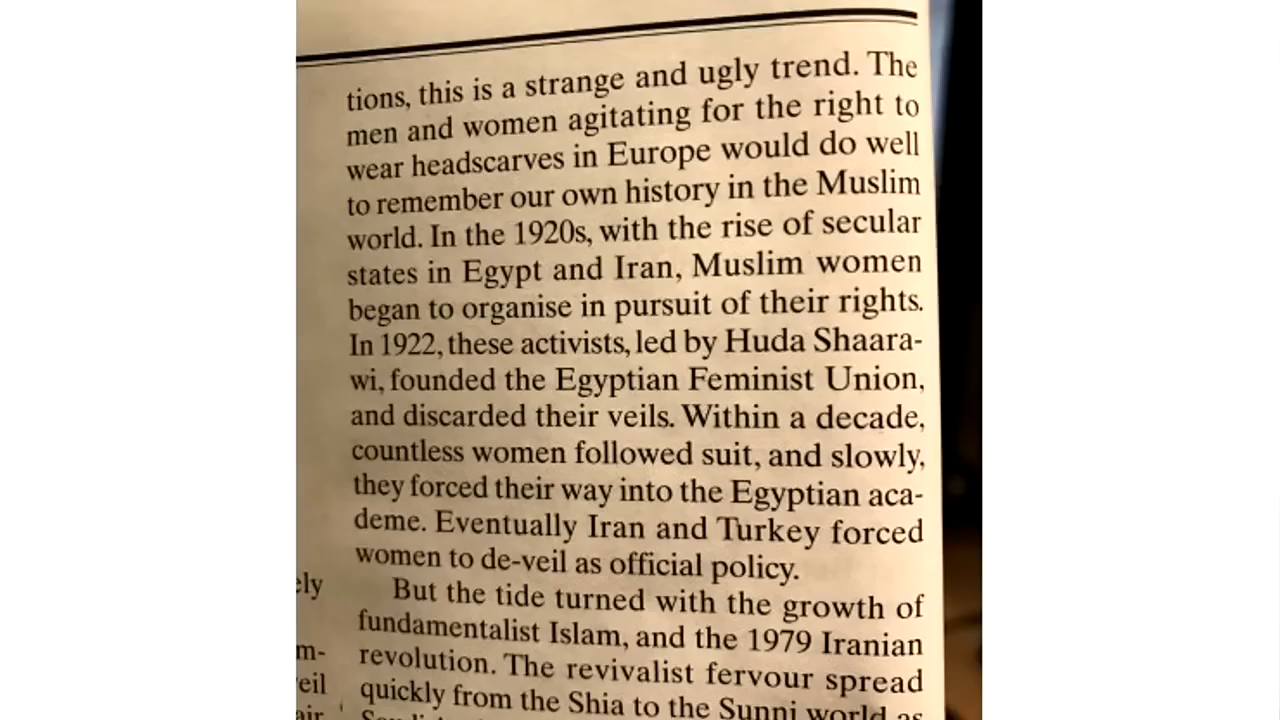 tions, this is a strange and ugly trend. The
men and women agitating for the right to
wear headscarves in Europe would do well
to remember our own history in the Muslim
world. In the 1920s, with the rise of secular
states in Egypt and Iran, Muslim women
began to organise in pursuit of their rights.
In 1922, these activists, led by Huda Shaara-
wi, founded the Egyptian Feminist Union,
and discarded their veils. Within a decade,
countless women followed suit, and slowly,
they forced their way into the Egyptian aca-
deme. Eventually Iran and Turkey forced
women to de-veil as official policy.
But the tide turned with the growth of
fundamentalist Islam, and the 1979 Iranian
revolution. The revivalist fervour spread
quickly from the Shia to the Sunni world as
ely
m-
eil
air